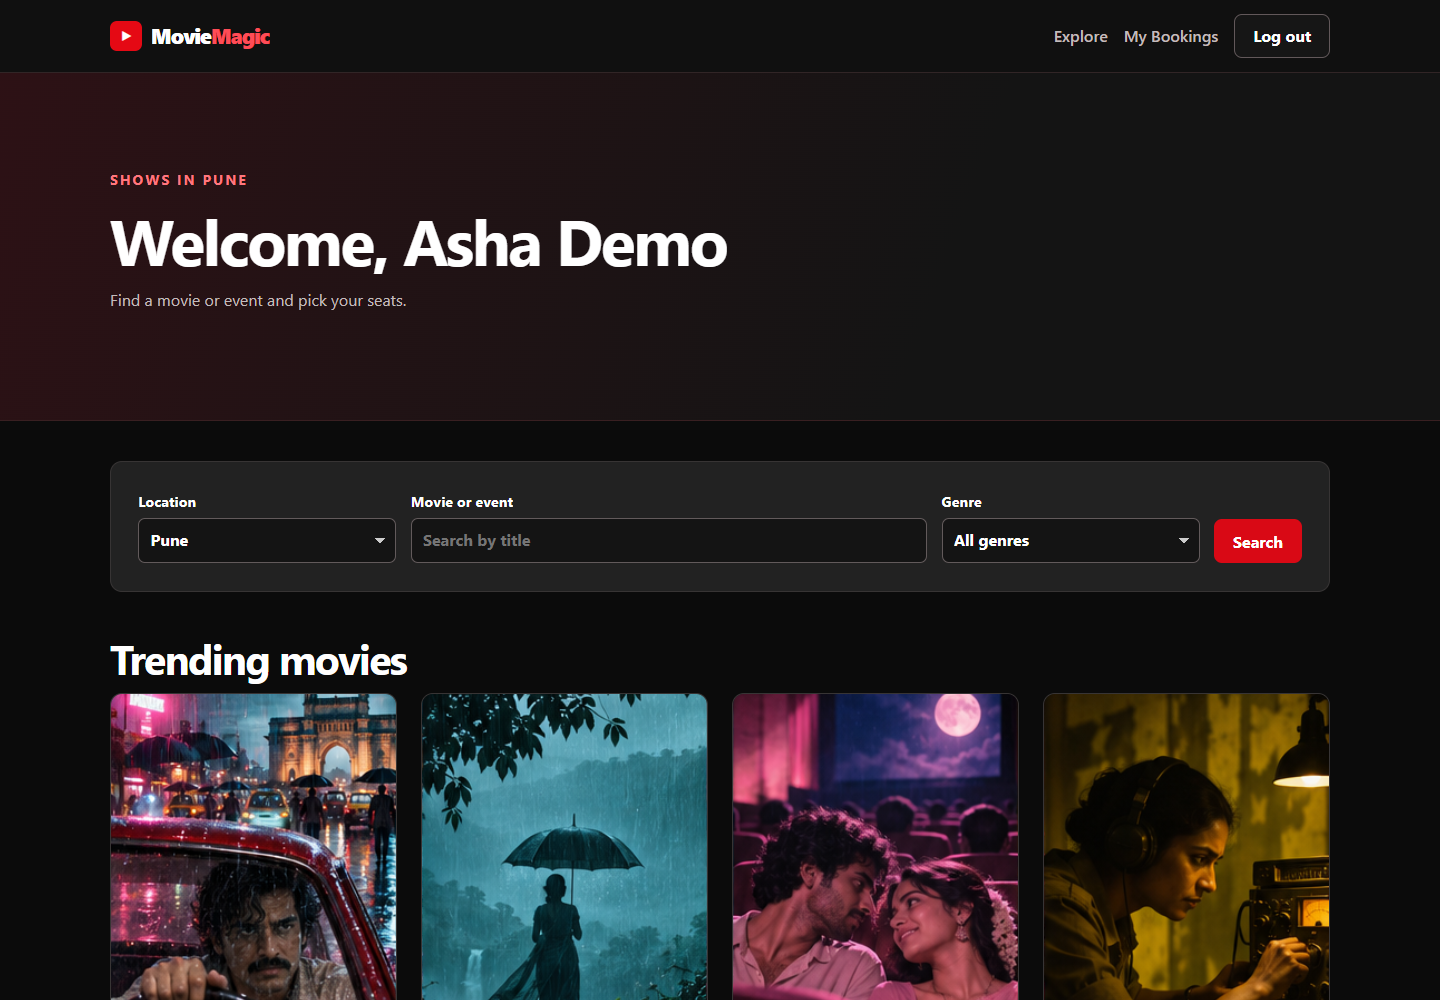 MovieMagic
Explore
My Bookings
Log out
SHOWS IN PUNE
Welcome, Asha Demo
Find a movie or event and pick your seats.
Location
Movie or event
Genre
Pune
Search by title
All genres
Search
Trending movies